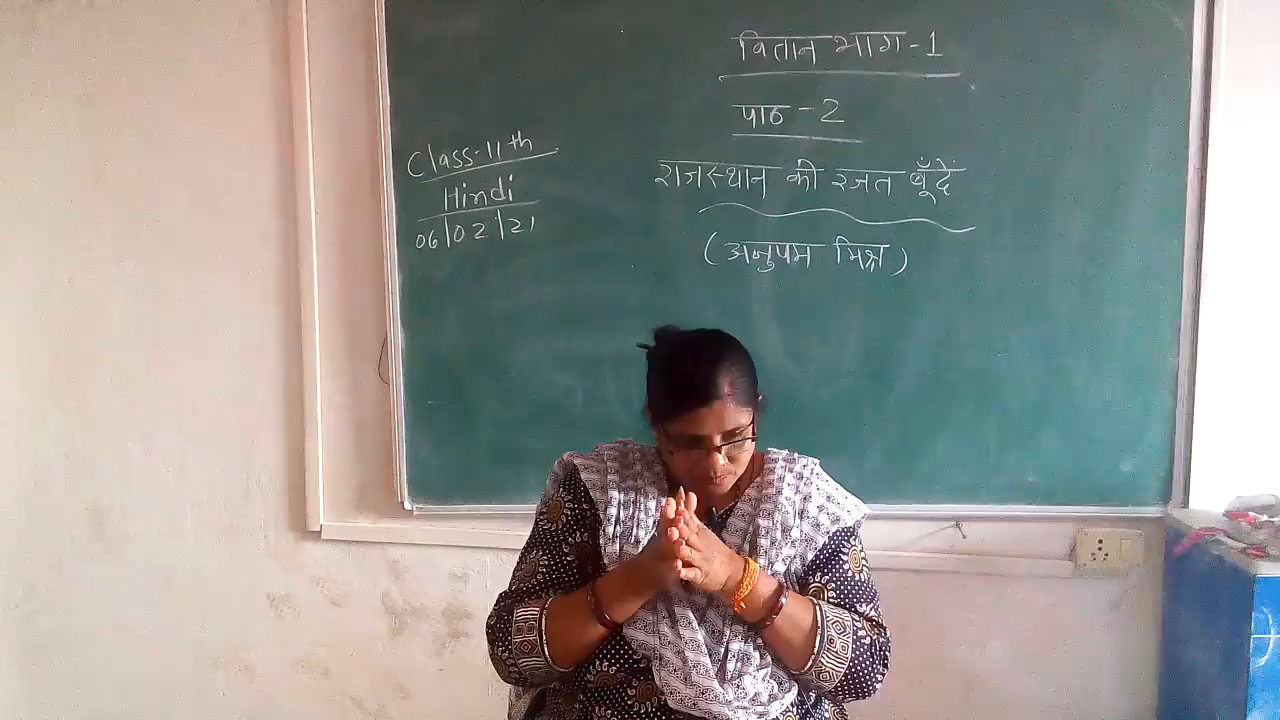 वितान भाग-1
पाठ-2
राजस्थान की रजत बूँदें
(अनुपम मिश्र)
Class-11th
Hindi
06/02/21